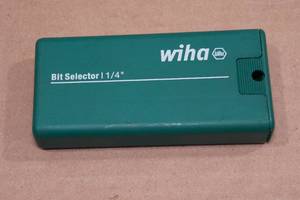 wiha
Bit Selector | 1/4"